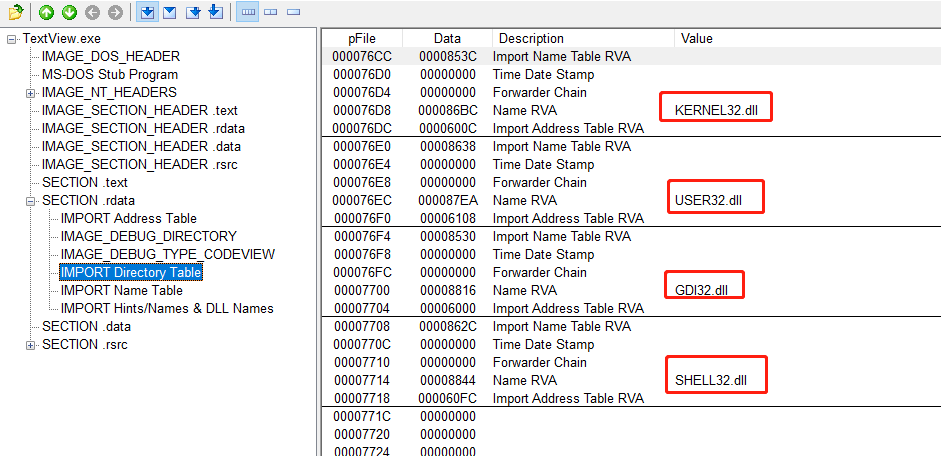 TextView.exe
IMAGE_DOS_HEADER
MS-DOS Stub Program
IMAGE_NT_HEADERS
IMAGE_SECTION_HEADER .text
IMAGE_SECTION_HEADER .rdata
IMAGE_SECTION_HEADER .data
IMAGE_SECTION_HEADER .rsrc
SECTION .text
SECTION .rdata
IMPORT Address Table
IMAGE_DEBUG_DIRECTORY
IMAGE_DEBUG_TYPE_CODEVIEW
IMPORT Directory Table
IMPORT Name Table
IMPORT Hints/Names & DLL Names
SECTION .data
SECTION .rsrc
pFile Data Description Value
000076CC 0000853C Import Name Table RVA
000076D0 00000000 Time Date Stamp
000076D4 00000000 Forwarder Chain
000076D8 000086BC Name RVA KERNEL32.dll
000076DC 0000600C Import Address Table RVA
000076E0 00008638 Import Name Table RVA
000076E4 00000000 Time Date Stamp
000076E8 00000000 Forwarder Chain
000076EC 000087EA Name RVA USER32.dll
000076F0 00006108 Import Address Table RVA
000076F4 00008530 Import Name Table RVA
000076F8 00000000 Time Date Stamp
000076FC 00000000 Forwarder Chain
00007700 00008816 Name RVA GDI32.dll
00007704 00006000 Import Address Table RVA
00007708 0000862C Import Name Table RVA
0000770C 00000000 Time Date Stamp
00007710 00000000 Forwarder Chain
00007714 00008844 Name RVA SHELL32.dll
00007718 000060FC Import Address Table RVA
0000771C 00000000
00007720 00000000
00007724 00000000